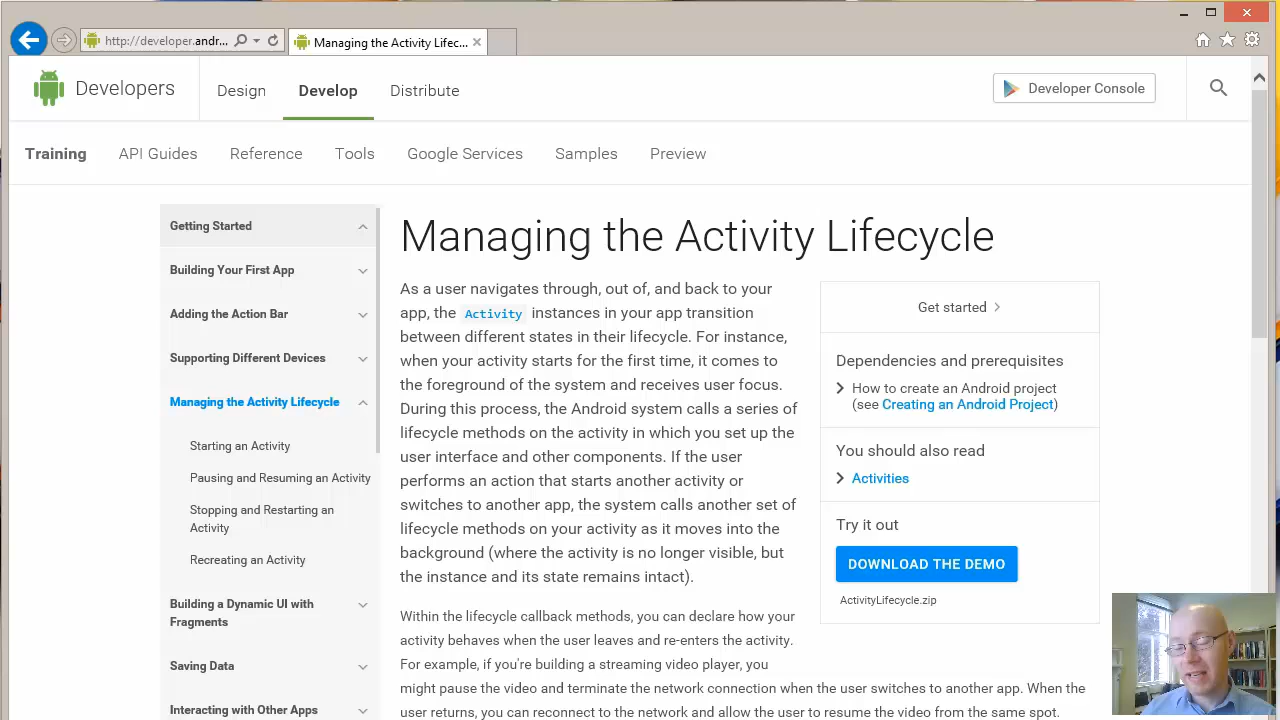 http://developer.andr...
Managing the Activity Lifec...
Developers
Design
Develop
Distribute
Developer Console
Training
API Guides
Reference
Tools
Google Services
Samples
Preview
Getting Started
Building Your First App
Adding the Action Bar
Supporting Different Devices
Managing the Activity Lifecycle
Starting an Activity
Pausing and Resuming an Activity
Stopping and Restarting an
Activity
Recreating an Activity
Building a Dynamic UI with
Fragments
Saving Data
Interacting with Other Apps
Managing the Activity Lifecycle
As a user navigates through, out of, and back to your
app, the Activity instances in your app transition
between different states in their lifecycle. For instance,
when your activity starts for the first time, it comes to
the foreground of the system and receives user focus.
During this process, the Android system calls a series of
lifecycle methods on the activity in which you set up the
user interface and other components. If the user
performs an action that starts another activity or
switches to another app, the system calls another set of
lifecycle methods on your activity as it moves into the
background (where the activity is no longer visible, but
the instance and its state remains intact).
Within the lifecycle callback methods, you can declare how your
activity behaves when the user leaves and re-enters the activity.
For example, if you're building a streaming video player, you
might pause the video and terminate the network connection when the user switches to another app. When the
user returns, you can reconnect to the network and allow the user to resume the video from the same spot.
Get started
Dependencies and prerequisites
How to create an Android project
(see Creating an Android Project)
You should also read
Activities
Try it out
DOWNLOAD THE DEMO
ActivityLifecycle.zip